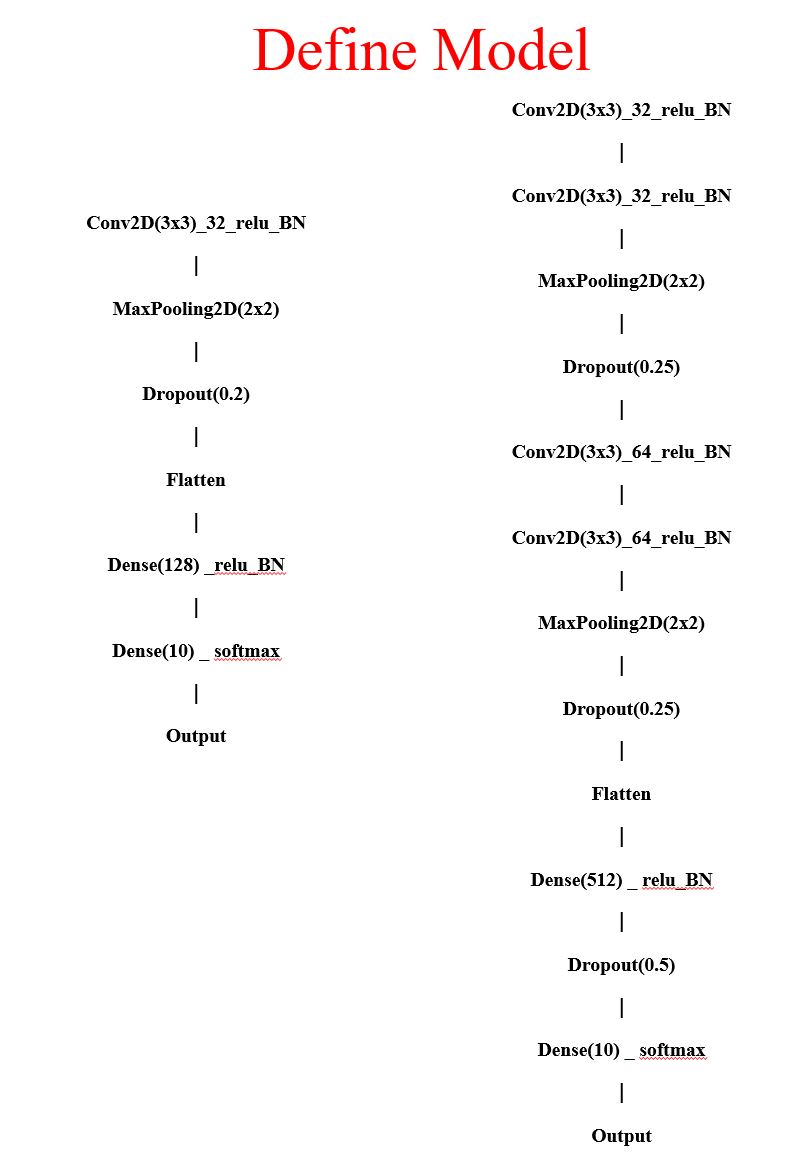 Define Model
Conv2D(3x3)_32_relu_BN
|
MaxPooling2D(2x2)
|
Dropout(0.2)
|
Flatten
|
Dense(128) _relu_BN
|
Dense(10) _ softmax
|
Output
Conv2D(3x3)_32_relu_BN
|
Conv2D(3x3)_32_relu_BN
|
MaxPooling2D(2x2)
|
Dropout(0.25)
|
Conv2D(3x3)_64_relu_BN
|
Conv2D(3x3)_64_relu_BN
|
MaxPooling2D(2x2)
|
Dropout(0.25)
|
Flatten
|
Dense(512) _ relu_BN
|
Dropout(0.5)
|
Dense(10) _ softmax
|
Output